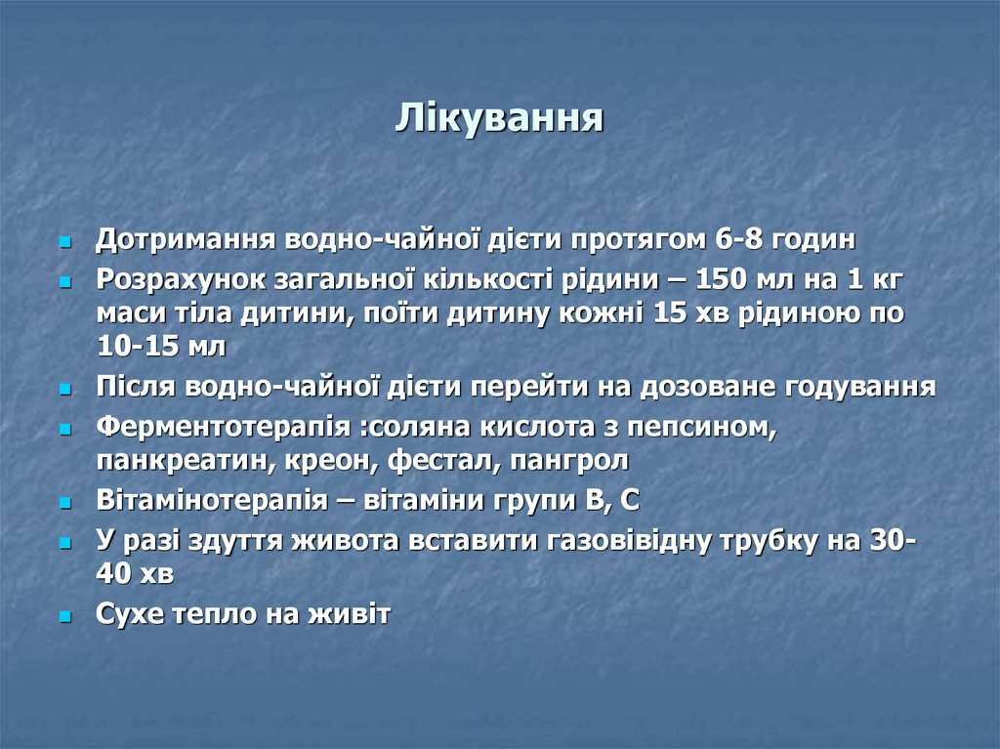 Лікування
Дотримання водно-чайної дієти протягом 6-8 годин
Розрахунок загальної кількості рідини – 150 мл на 1 кг
маси тіла дитини, поїти дитину кожні 15 хв рідиною по
10-15 мл
Після водно-чайної дієти перейти на дозоване годування
Ферментотерапія :соляна кислота з пепсином,
панкреатин, креон, фестал, пангрол
Вітамінотерапія – вітаміни групи В, С
У разі здуття живота вставити газовівідну трубку на 30-
40 хв
Сухе тепло на живіт